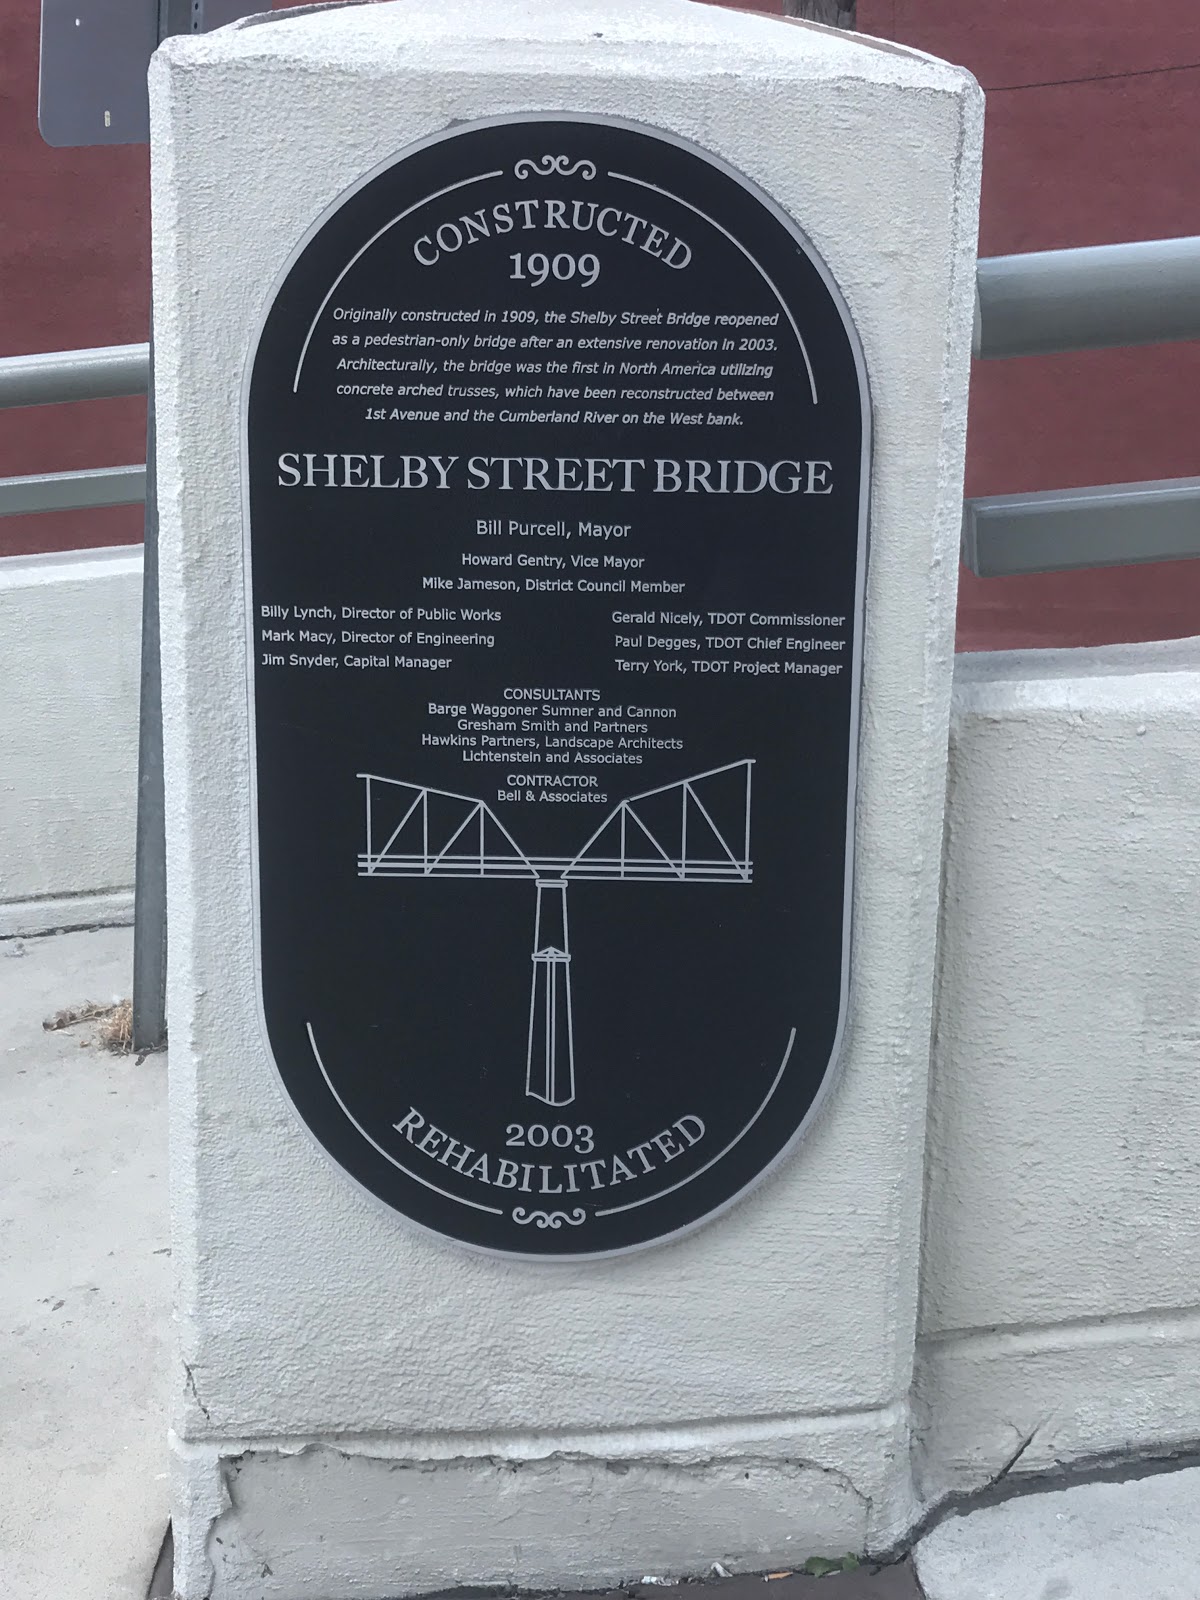 CONSTRUCTED
1909
Originally constructed in 1909, the Shelby Street Bridge reopened
as a pedestrian-only bridge after an extensive renovation in 2003.
Architecturally, the bridge was the first in North America utilizing
concrete arched trusses, which have been reconstructed between
1st Avenue and the Cumberland River on the West bank.
SHELBY STREET BRIDGE
Bill Purcell, Mayor
Howard Gentry, Vice Mayor
Mike Jameson, District Council Member
Billy Lynch, Director of Public Works
Mark Macy, Director of Engineering
Jim Snyder, Capital Manager
Gerald Nicely, TDOT Commissioner
Paul Degges, TDOT Chief Engineer
Terry York, TDOT Project Manager
CONSULTANTS
Barge Waggoner Sumner and Cannon
Gresham Smith and Partners
Hawkins Partners, Landscape Architects
Lichtenstein and Associates
CONTRACTOR
Bell & Associates
2003
REHABILITATED